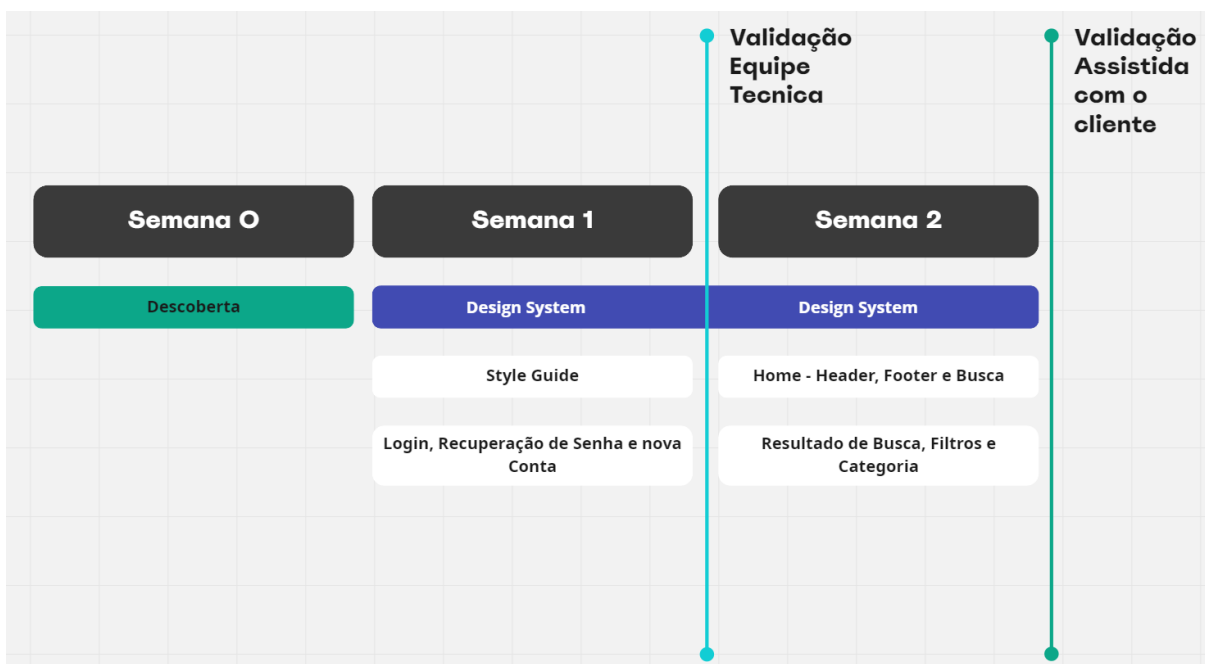 Validação
Equipe
Tecnica
Validação
Assistida
com o
cliente
Semana 0
Semana 1
Semana 2
Descoberta
Design System
Design System
Style Guide
Home - Header, Footer e Busca
Login, Recuperação de Senha e nova
Conta
Resultado de Busca, Filtros e
Categoria